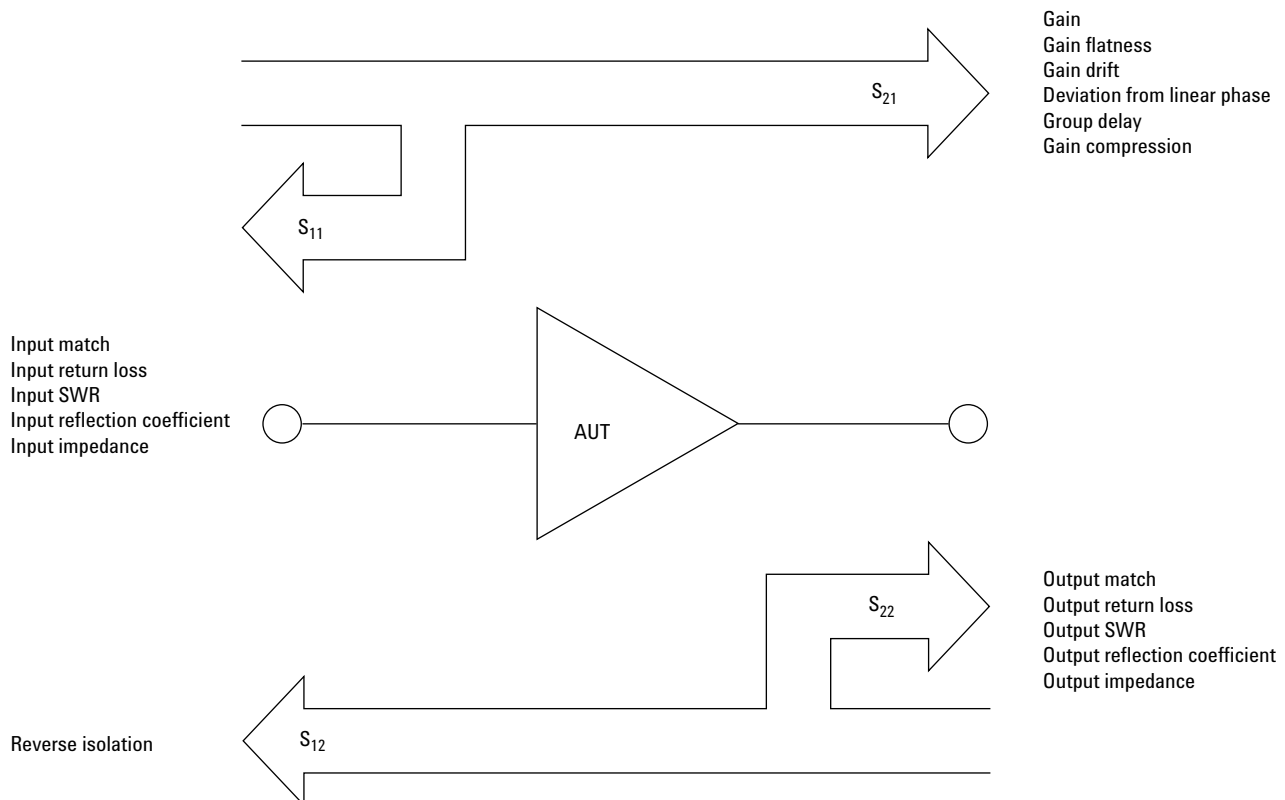 Gain
Gain flatness
Gain drift
Deviation from linear phase
Group delay
Gain compression
S21
S11
Input match
Input return loss
Input SWR
Input reflection coefficient
Input impedance
AUT
S22
Output match
Output return loss
Output SWR
Output reflection coefficient
Output impedance
Reverse isolation
S12